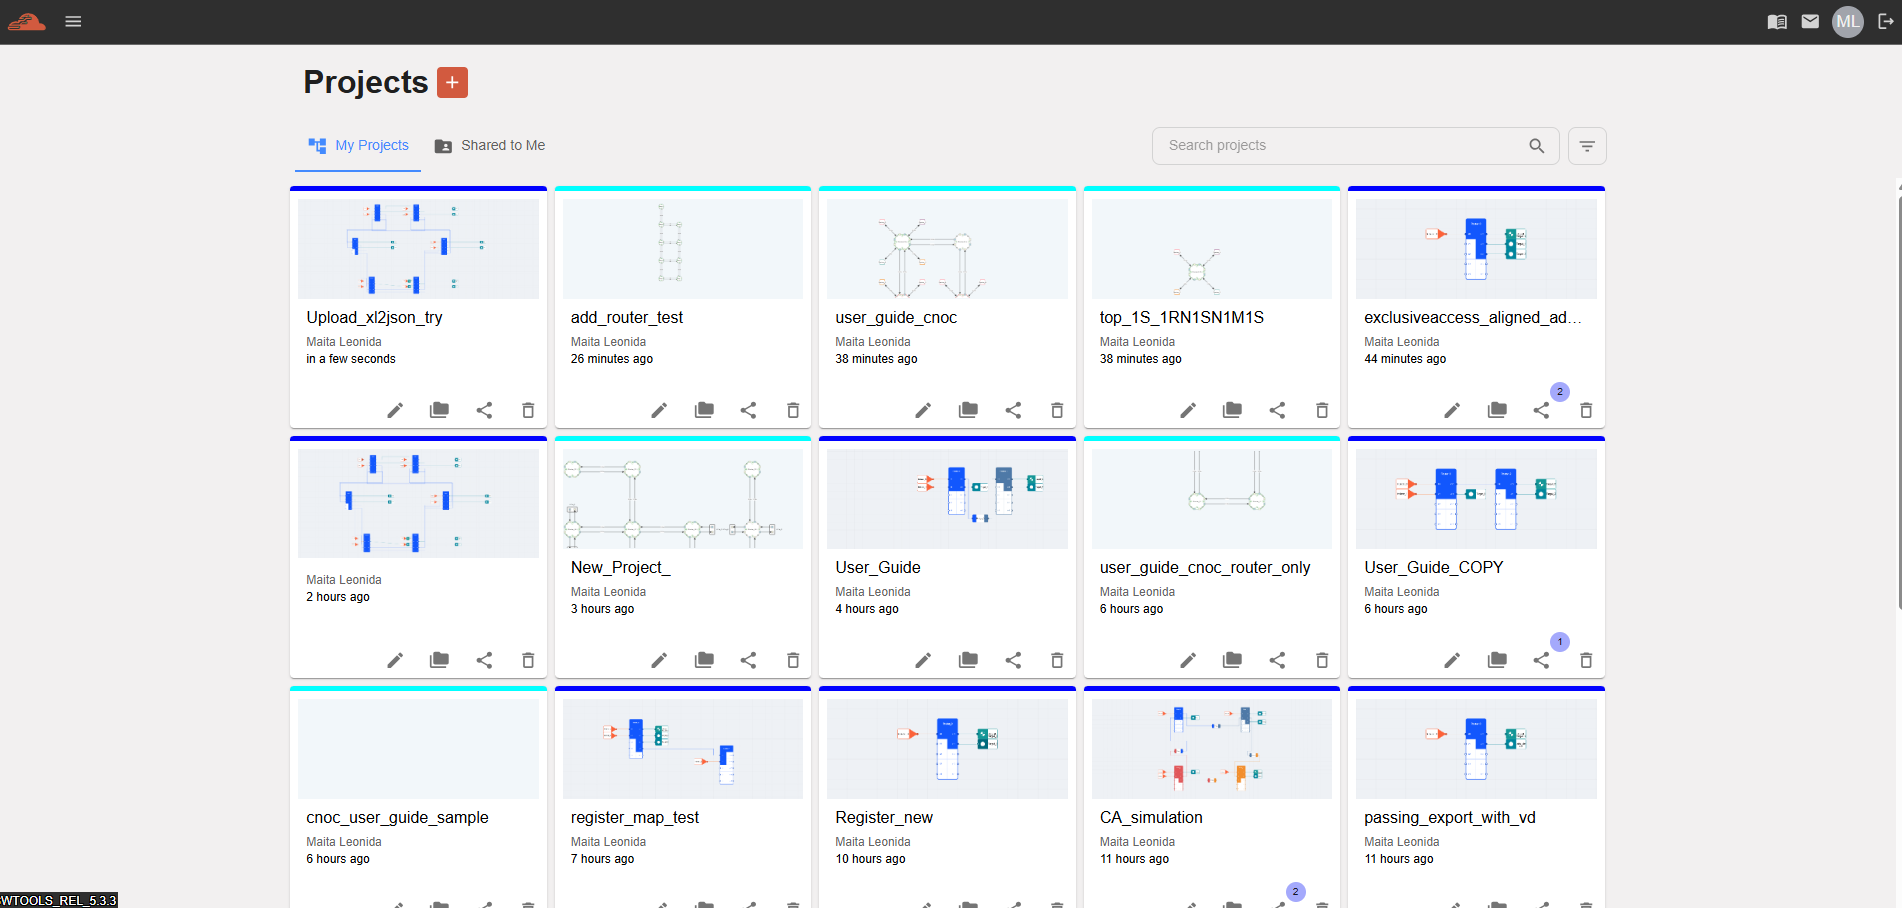 ML
Projects +
My Projects
Shared to Me
Search projects
Upload_xl2json_try
Maita Leonida
in a few seconds
add_router_test
Maita Leonida
26 minutes ago
user_guide_cnoc
Maita Leonida
38 minutes ago
top_1S_1RN1SN1M1S
Maita Leonida
38 minutes ago
exclusiveaccess_aligned_ad...
Maita Leonida
44 minutes ago
2
Maita Leonida
2 hours ago
New_Project_
Maita Leonida
3 hours ago
User_Guide
Maita Leonida
4 hours ago
user_guide_cnoc_router_only
Maita Leonida
6 hours ago
User_Guide_COPY
Maita Leonida
6 hours ago
1
cnoc_user_guide_sample
Maita Leonida
6 hours ago
register_map_test
Maita Leonida
7 hours ago
Register_new
Maita Leonida
10 hours ago
CA_simulation
Maita Leonida
11 hours ago
2
passing_export_with_vd
Maita Leonida
11 hours ago
WTOOLS_REL_5.3.3